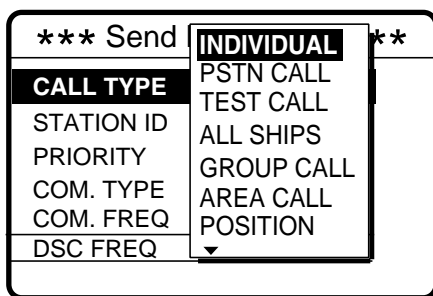 *** Send **
CALL TYPE
STATION ID
PRIORITY
COM. TYPE
COM. FREQ
DSC FREQ
INDIVIDUAL
PSTN CALL
TEST CALL
ALL SHIPS
GROUP CALL
AREA CALL
POSITION